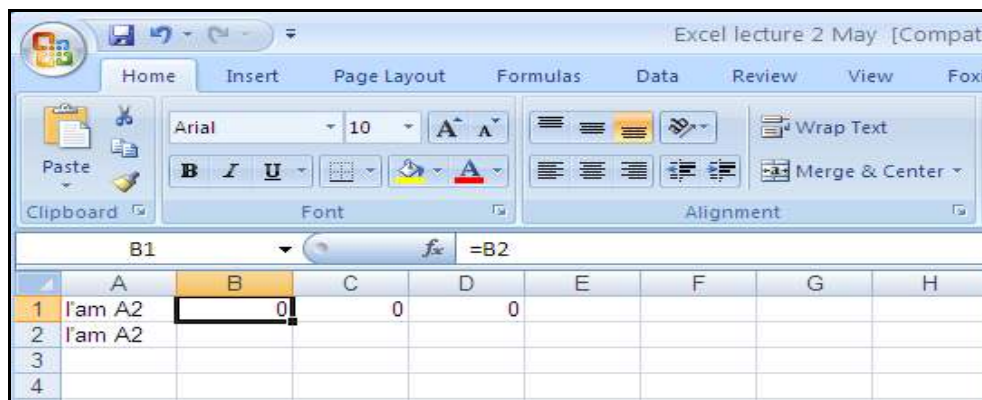 Excel lecture 2 May [Compat
Home Insert Page Layout Formulas Data Review View Foxi
Arial 10 A A Wrap Text
Paste B I U A Merge & Center
Clipboard Font Alignment
B1 fx =B2
A B C D E F G H
1 I'am A2 0 0 0
2 I'am A2
3
4